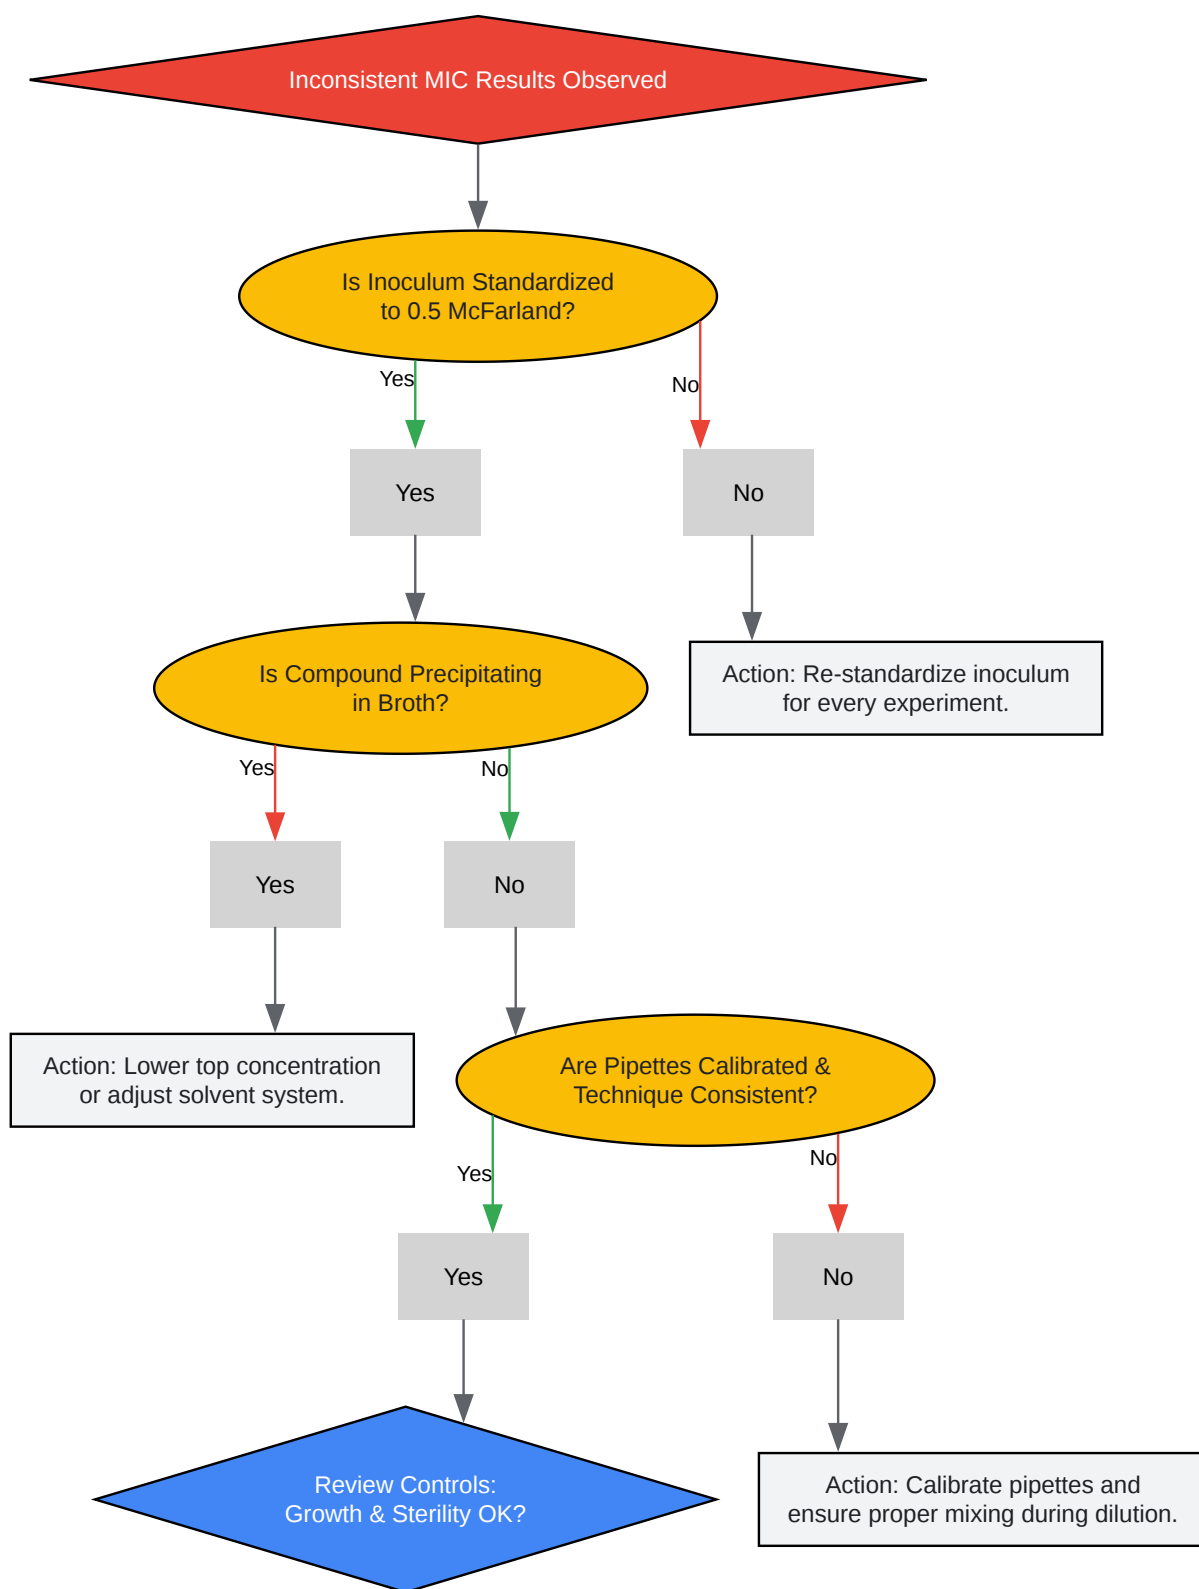 Inconsistent MIC Results Observed
Is Inoculum Standardized
to 0.5 McFarland?
Yes
No
Yes
No
Is Compound Precipitating
in Broth?
Action: Re-standardize inoculum
for every experiment.
Yes
No
Yes
No
Action: Lower top concentration
or adjust solvent system.
Are Pipettes Calibrated &
Technique Consistent?
Yes
No
Yes
No
Review Controls:
Growth & Sterility OK?
Action: Calibrate pipettes and
ensure proper mixing during dilution.